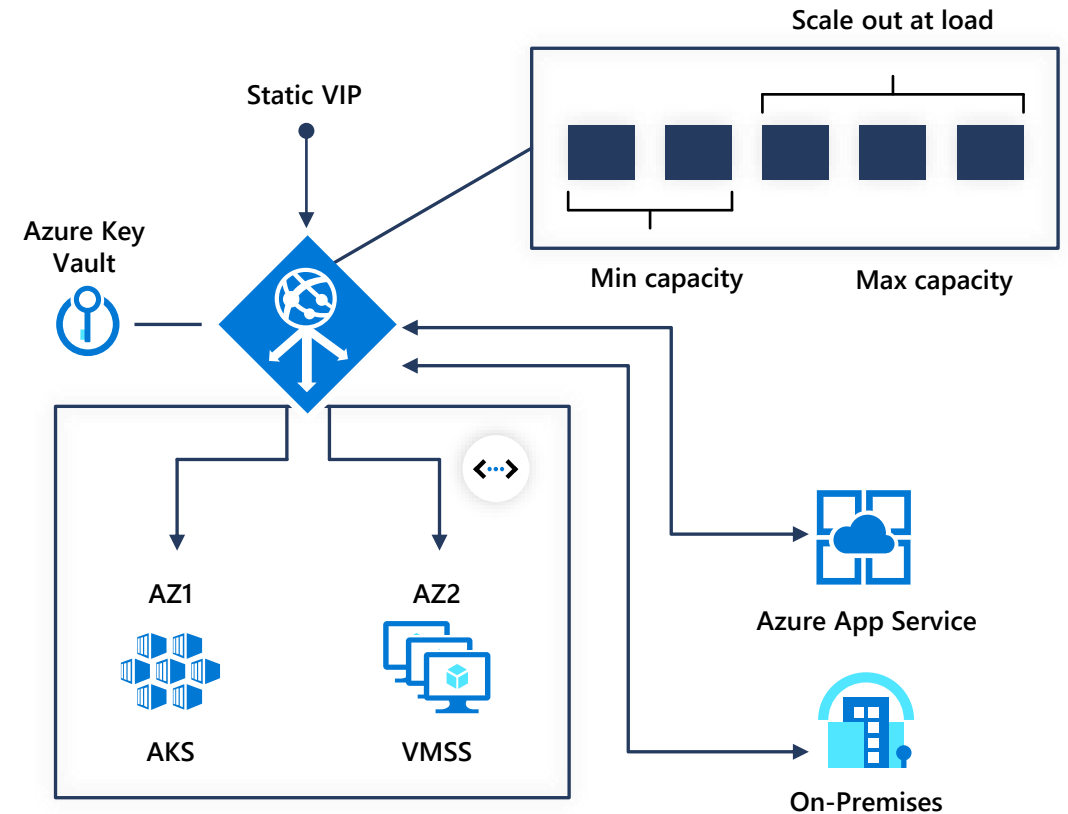 Scale out at load
Static VIP
Azure Key
Vault
Min capacity
Max capacity
AZ1
AZ2
Azure App Service
AKS
VMSS
On-Premises